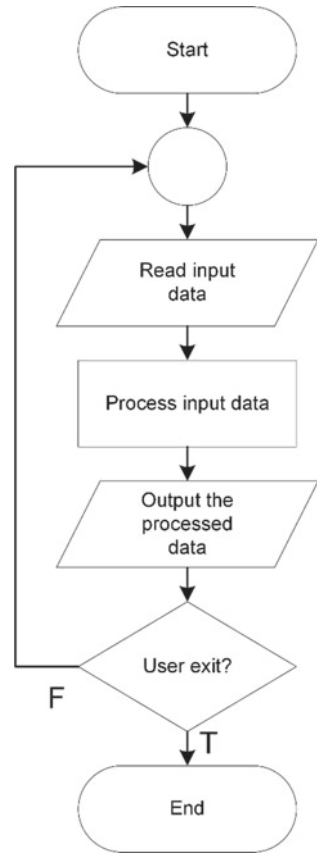 Start
Read input
data
Process input data
Output the
processed
data
User exit?
F
T
End